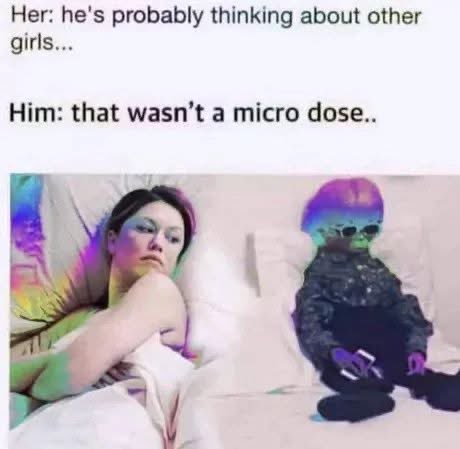 Her: he's probably thinking about other
girls...
Him: that wasn't a micro dose..